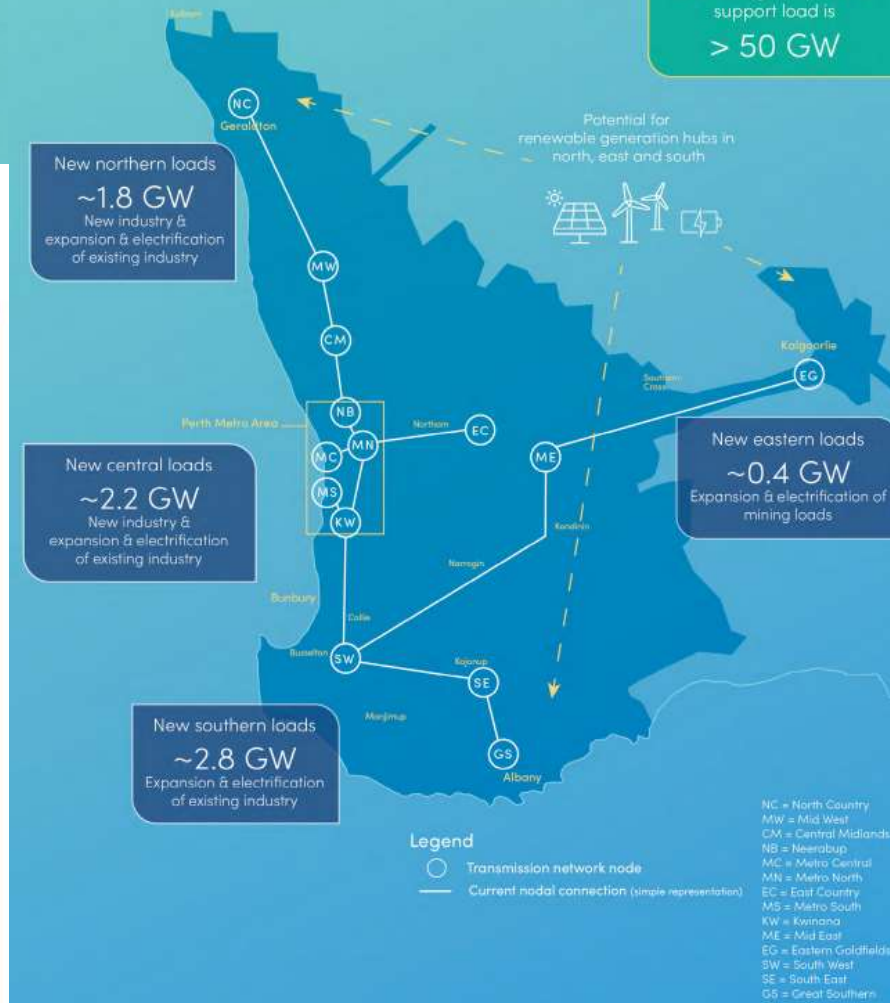 support load is
> 50 GW
Kalbarri
NC
Geraldton
Potential for
renewable generation hubs in
north, east and south
New northern loads
~1.8 GW
New industry &
expansion & electrification
of existing industry
MW
CM
Kalgoorlie
Southern
Cross
EG
NB
Perth Metro Area
Northam
EC
MN
MC
ME
New central loads
~2.2 GW
New industry &
expansion & electrification
of existing industry
MS
KW
New eastern loads
~0.4 GW
Expansion & electrification of
mining loads
Kondinin
Narrogin
Bunbury
Collie
Busselton
SW
Kojonup
SE
Manjimup
GS
Albany
New southern loads
~2.8 GW
Expansion & electrification
of existing industry
Legend
Transmission network node
Current nodal connection (simple representation)
NC = North Country
MW = Mid West
CM = Central Midlands
NB = Neerabup
MC = Metro Central
MN = Metro North
EC = East Country
MS = Metro South
KW = Kwinana
ME = Mid East
EG = Eastern Goldfields
SW = South West
SE = South East
GS = Great Southern